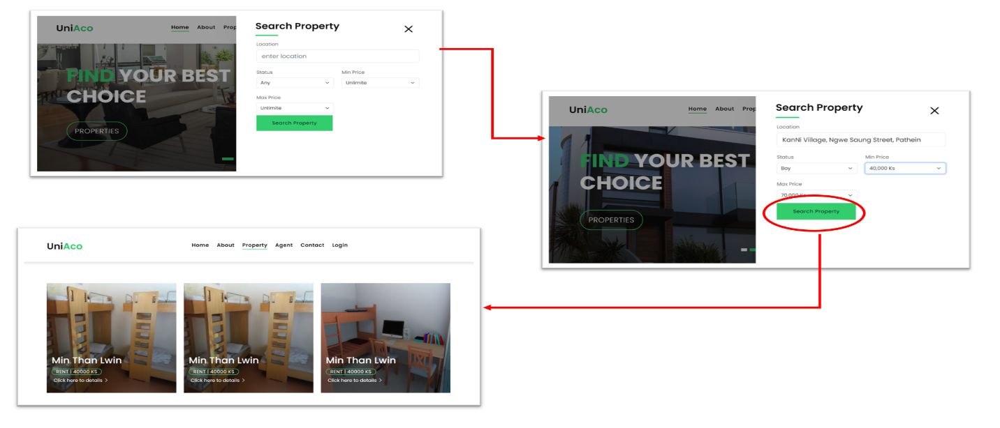 UniAco
Home About Prop
FIND YOUR BEST
CHOICE
PROPERTIES
Search Property
Location
enter location
Status Min Price
Any Unlimite
Max Price
Unlimite
Search Property
UniAco
Home About Prop
FIND YOUR BEST
CHOICE
PROPERTIES
Search Property
Location
KanNi Village, Ngwe Saung Street, Pathein
Status Min Price
Boy 40,000 Ks
Max Price
70,000 Ks
Search Property
UniAco
Home About Property Agent Contact Login
Min Than Lwin
RENT | 40000 KS
Click here to details >
Min Than Lwin
RENT | 40000 KS
Click here to details >
Min Than Lwin
RENT | 40000 KS
Click here to details >